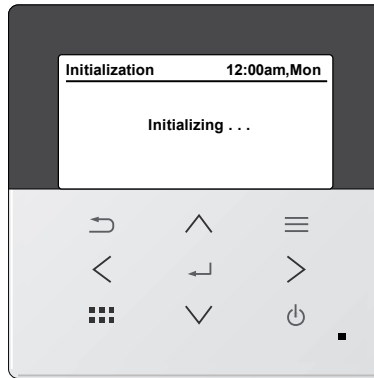 Initialization 12:00am,Mon
Initializing . . .